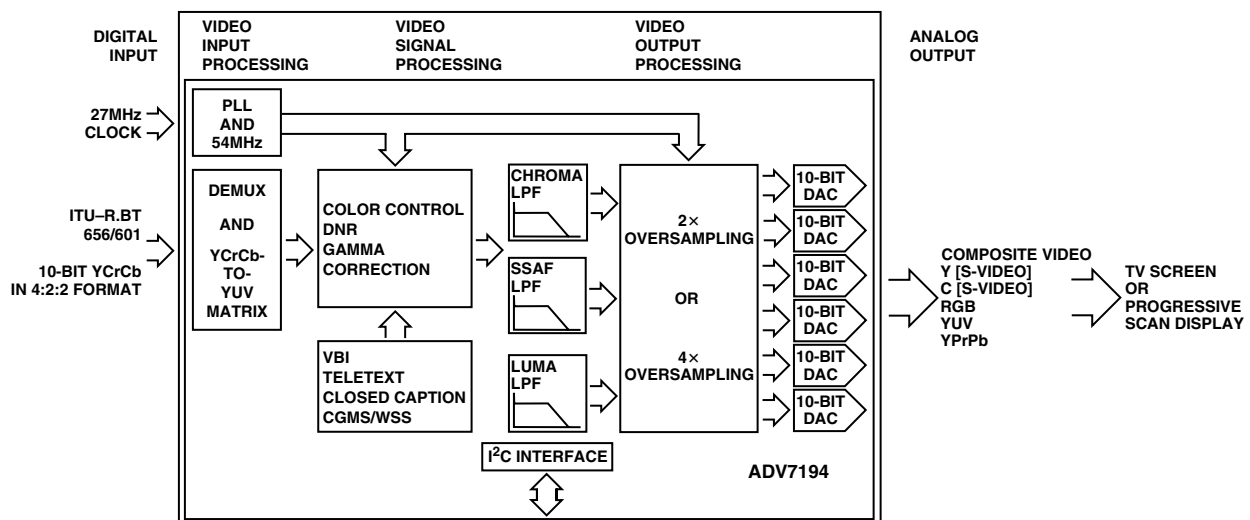 DIGITAL
INPUT
VIDEO
INPUT
PROCESSING
VIDEO
SIGNAL
PROCESSING
VIDEO
OUTPUT
PROCESSING
ANALOG
OUTPUT
27MHz
CLOCK
PLL
AND
54MHz
ITU–R.BT
656/601
10-BIT YCrCb
IN 4:2:2 FORMAT
DEMUX
AND
YCrCb-
TO-
YUV
MATRIX
COLOR CONTROL
DNR
GAMMA
CORRECTION
VBI
TELETEXT
CLOSED CAPTION
CGMS/WSS
CHROMA
LPF
SSAF
LPF
LUMA
LPF
2×
OVERSAMPLING
OR
4×
OVERSAMPLING
10-BIT
DAC
10-BIT
DAC
10-BIT
DAC
10-BIT
DAC
10-BIT
DAC
10-BIT
DAC
COMPOSITE VIDEO
Y [S-VIDEO]
C [S-VIDEO]
RGB
YUV
YPrPb
TV SCREEN
OR
PROGRESSIVE
SCAN DISPLAY
I²C INTERFACE
ADV7194